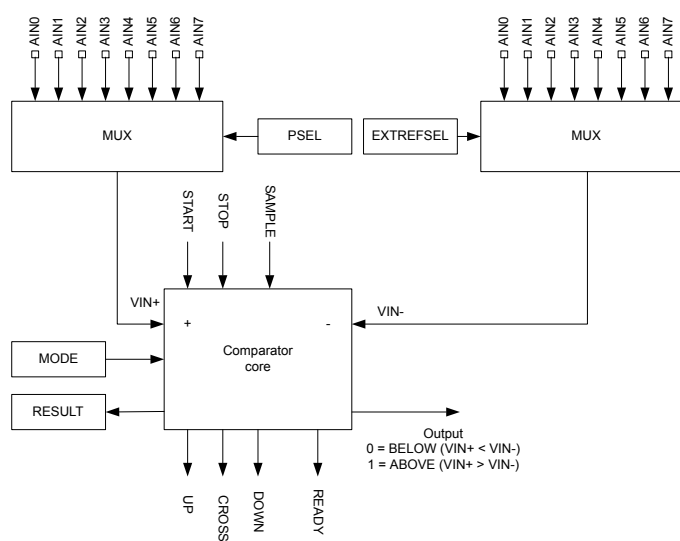 AIN0
AIN1
AIN2
AIN3
AIN4
AIN5
AIN6
AIN7
AIN0
AIN1
AIN2
AIN3
AIN4
AIN5
AIN6
AIN7
MUX
PSEL
EXTREFSEL
MUX
START
STOP
SAMPLE
VIN+
VIN-
+
-
Comparator
core
MODE
RESULT
Output
0 = BELOW (VIN+ < VIN-)
1 = ABOVE (VIN+ > VIN-)
UP
CROSS
DOWN
READY